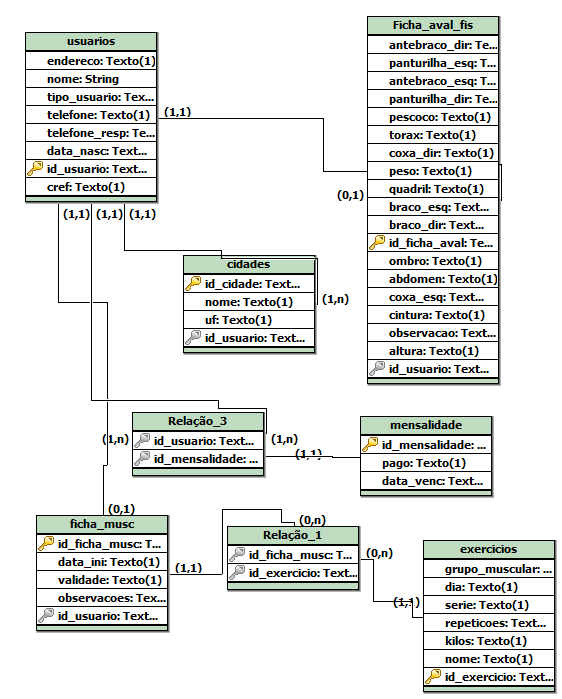 usuarios
endereco: Texto(1)
nome: String
tipo_usuario: Tex...
telefone: Texto(1)
telefone_resp: Te...
data_nasc: Text...
id_usuario: Text...
cref: Texto(1)
Ficha_aval_fis
antebraco_dir: Te...
panturilha_esq: T...
antebraco_esq: T...
panturilha_dir: T...
pescoco: Texto(1)
torax: Texto(1)
coxa_dir: Texto(1)
peso: Texto(1)
quadril: Texto(1)
braco_esq: Text...
braco_dir: Text...
id_ficha_aval: Te...
ombro: Texto(1)
abdomen: Texto(1)
coxa_esq: Text...
cintura: Texto(1)
observacao: Text...
altura: Texto(1)
id_usuario: Text...
(1,1)
(0,1)
(1,1) (1,1) (1,1)
cidades
id_cidade: Text...
nome: Texto(1)
uf: Texto(1)
id_usuario: Text...
(1,n)
Relação_3
id_usuario: Text...
id_mensalidade: ...
(1,n)
(1,1)
mensalidade
id_mensalidade: ...
pago: Texto(1)
data_venc: Text...
(1,n)
(0,1)
ficha_musc
id_ficha_musc: T...
data_ini: Texto(1)
validade: Texto(1)
observacoes: Tex...
id_usuario: Text...
(1,1)
(0,n)
Relação_1
id_ficha_musc: T...
id_exercicio: Text...
(0,n)
(1,1)
exercicios
grupo_muscular: ...
dia: Texto(1)
serie: Texto(1)
repeticoes: Text...
kilos: Texto(1)
nome: Texto(1)
id_exercicio: Text...